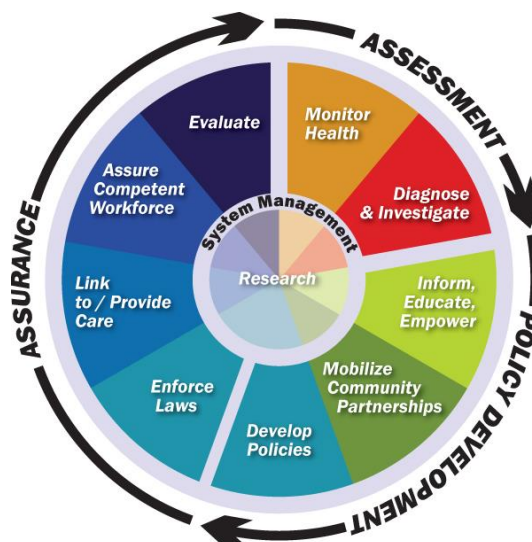 ASSESSMENT
POLICY DEVELOPMENT
ASSURANCE
Monitor
Health
Diagnose
& Investigate
Inform,
Educate,
Empower
Mobilize
Community
Partnerships
Develop
Policies
Enforce
Laws
Link
to / Provide
Care
Assure
Competent
Workforce
Evaluate
System Management
Research